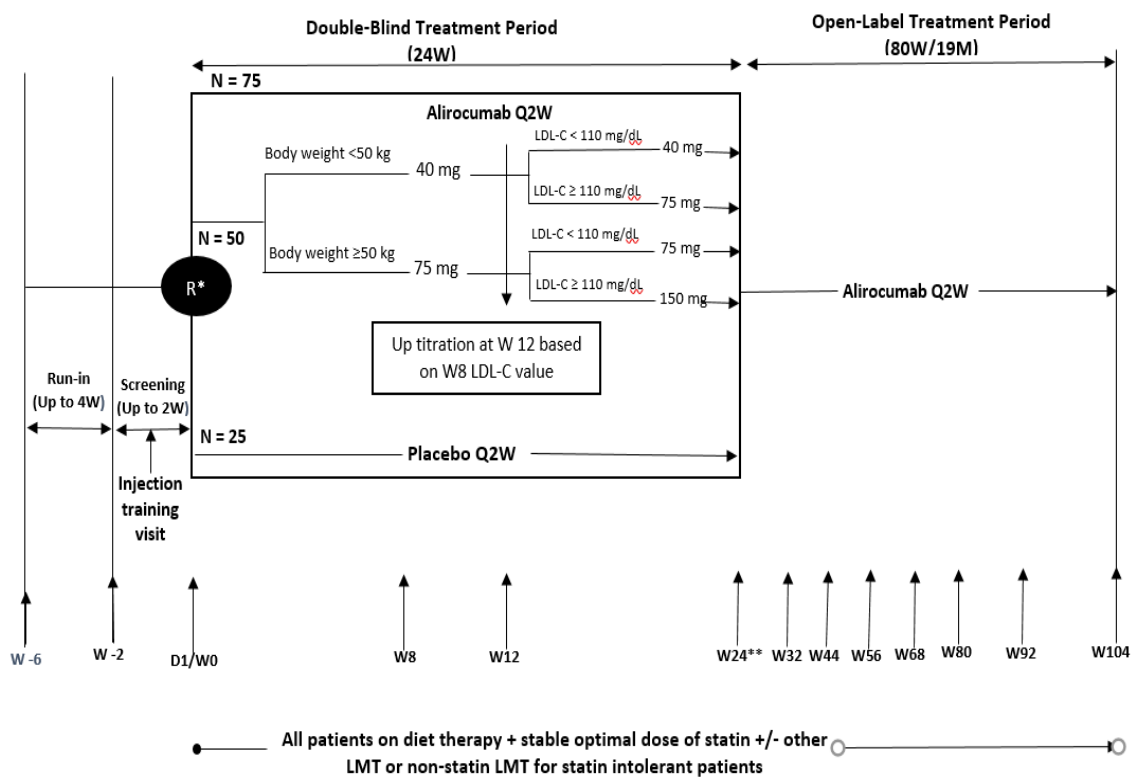 Double-Blind Treatment Period
(24W)
Open-Label Treatment Period
(80W/19M)
N = 75
Alirocumab Q2W
Body weight <50 kg
40 mg
LDL-C < 110 mg/dL
40 mg
LDL-C ≥ 110 mg/dL
75 mg
N = 50
Body weight ≥50 kg
75 mg
LDL-C < 110 mg/dL
75 mg
LDL-C ≥ 110 mg/dL
150 mg
R*
Alirocumab Q2W
Up titration at W 12 based
on W8 LDL-C value
Run-in
(Up to 4W)
Screening
(Up to 2W)
N = 25
Placebo Q2W
Injection
training
visit
W -6
W -2
D1/W0
W8
W12
W24**
W32
W44
W56
W68
W80
W92
W104
All patients on diet therapy + stable optimal dose of statin +/- other
LMT or non-statin LMT for statin intolerant patients